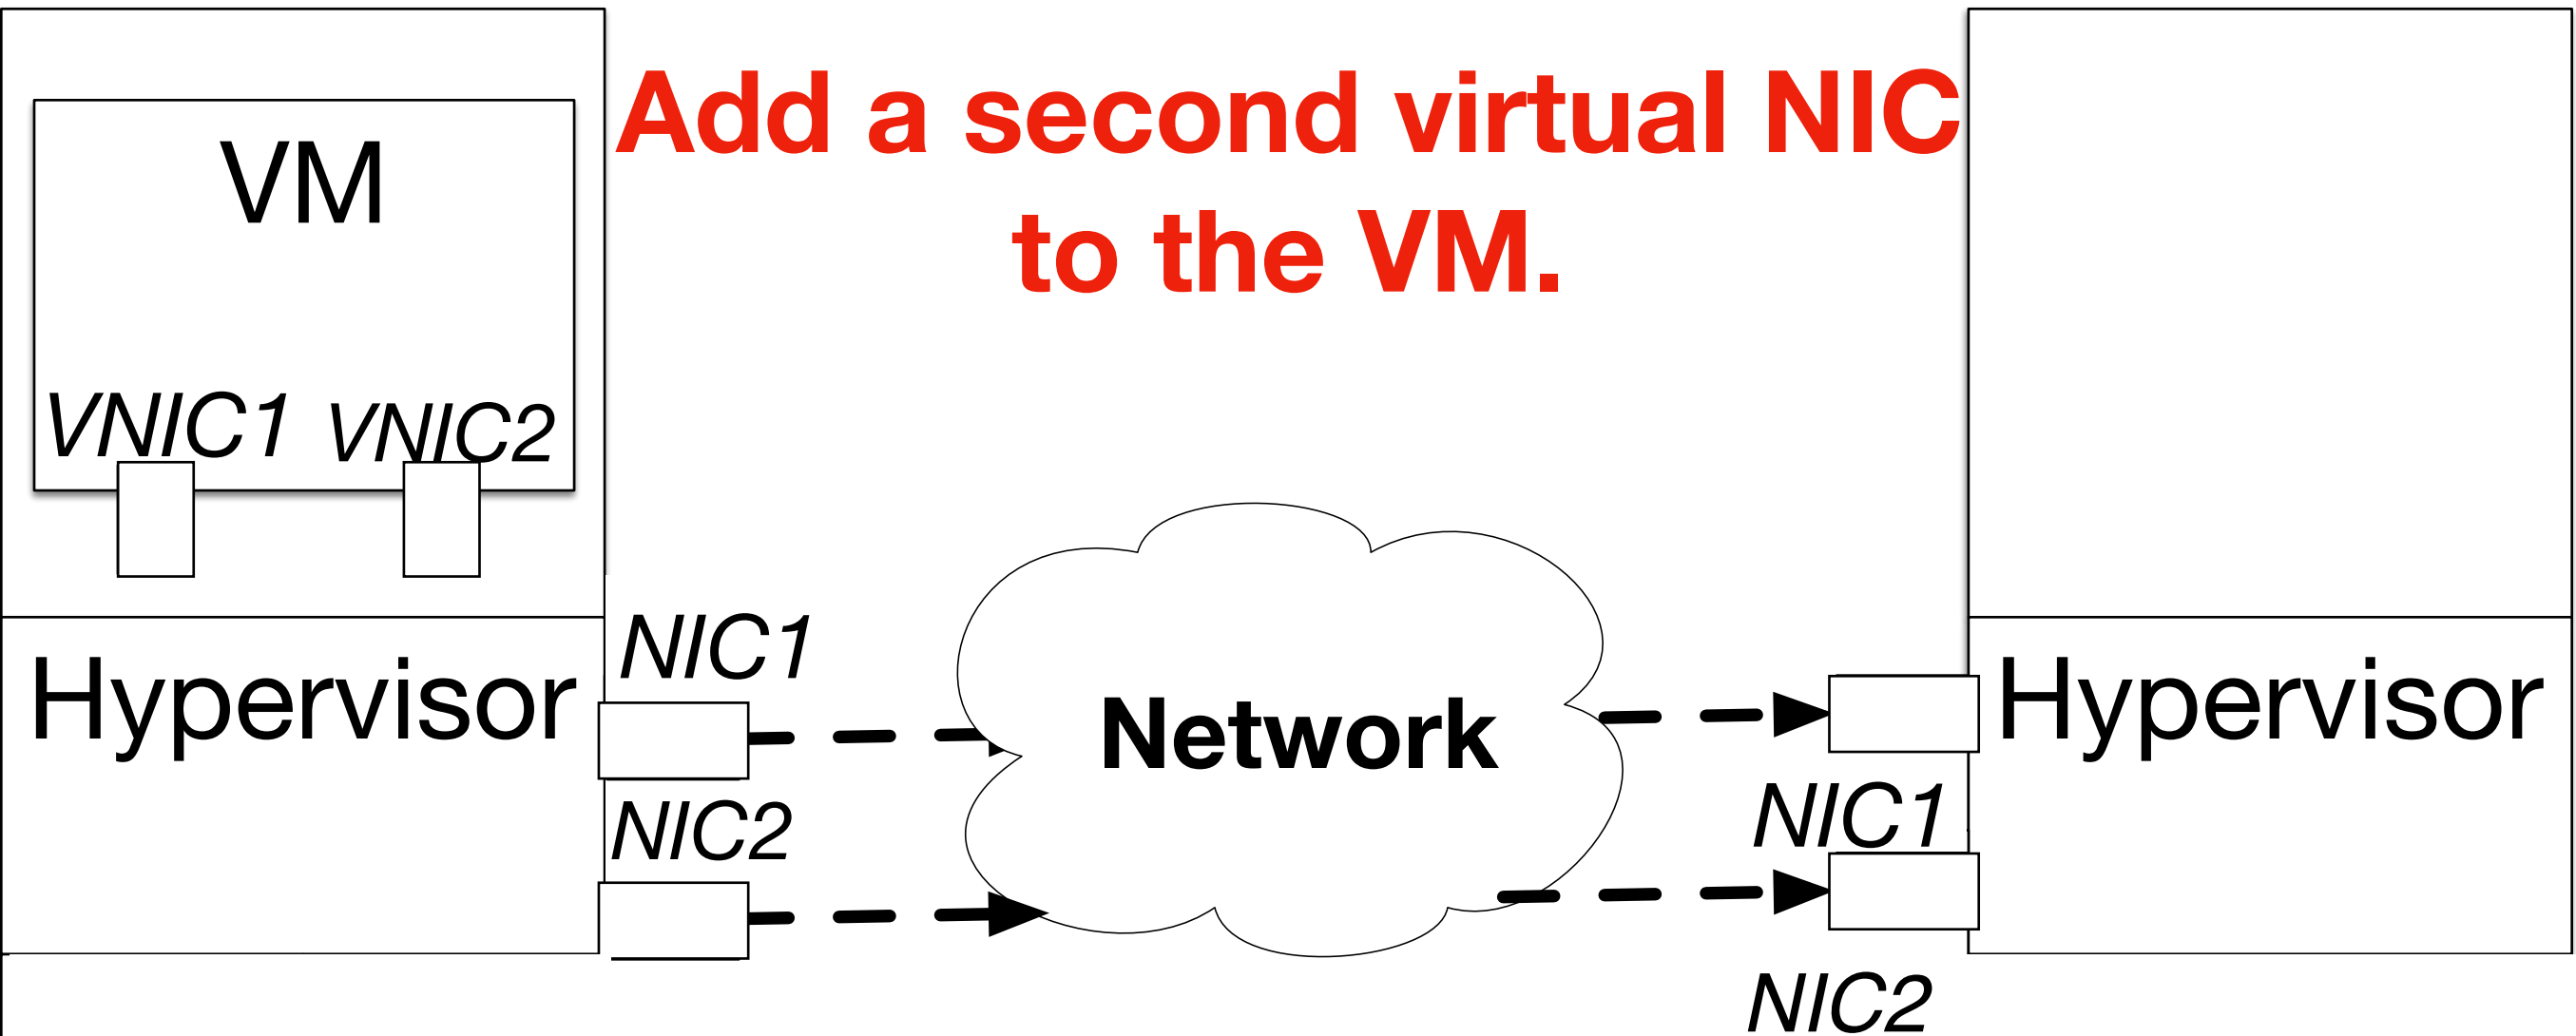 Add a second virtual NIC
to the VM.
VM
VNIC1 VNIC2
Hypervisor
NIC1
NIC2
Network
Hypervisor
NIC1
NIC2